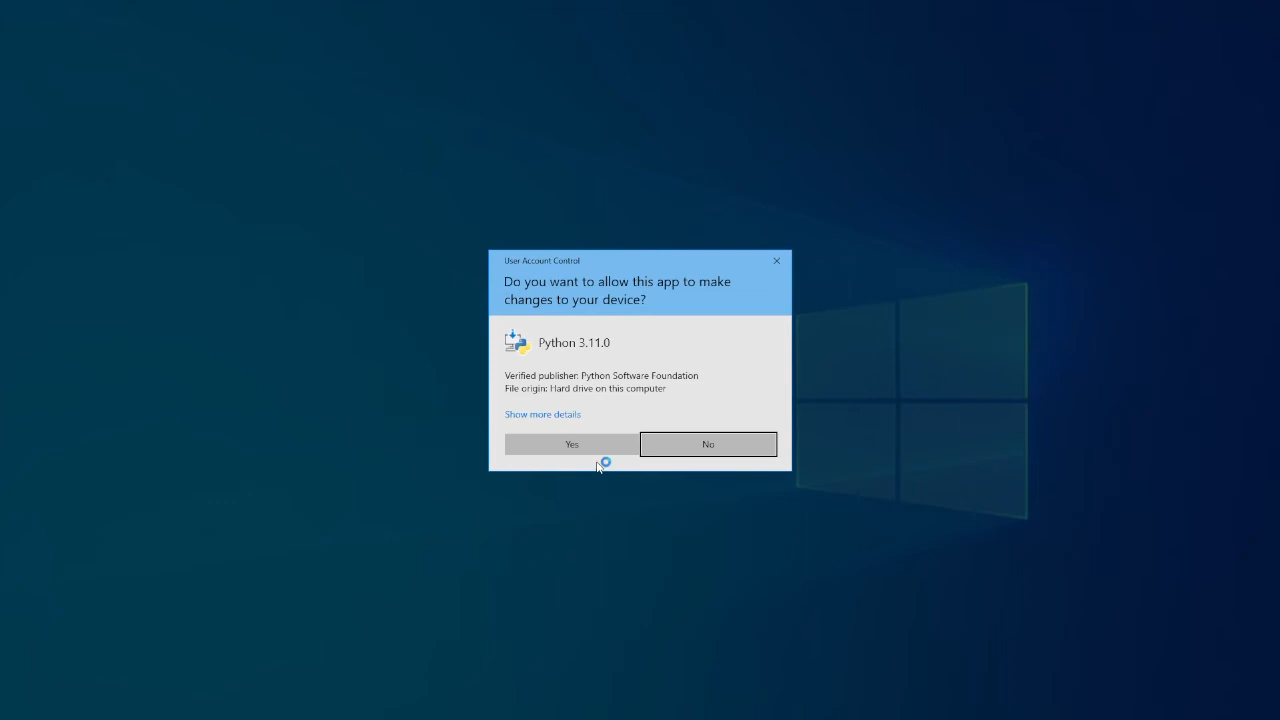 User Account Control
Do you want to allow this app to make
changes to your device?
Python 3.11.0
Verified publisher: Python Software Foundation
File origin: Hard drive on this computer
Show more details
Yes
No